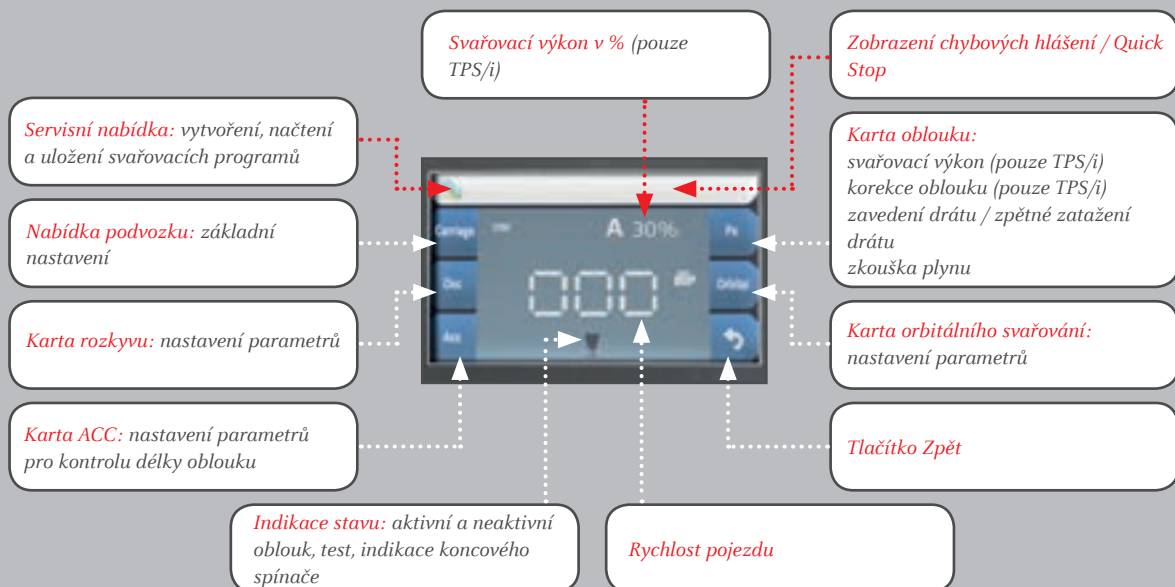 Svařovací výkon v % (pouze
TPS/i)
Zobrazení chybových hlášení / Quick
Stop
Servisní nabídka: vytvoření, načtení
a uložení svařovacích programů
Karta oblouku:
svařovací výkon (pouze TPS/i)
korekce oblouku (pouze TPS/i)
zavedení drátu / zpětné zatažení
drátu
zkouška plynu
Nabídka podvozku: základní
nastavení
Carriage
A 30%
Px
Osc
000
Orbital
Acc
Karta rozkyvu: nastavení parametrů
Karta orbitálního svařování:
nastavení parametrů
Karta ACC: nastavení parametrů
pro kontrolu délky oblouku
Tlačítko Zpět
Indikace stavu: aktivní a neaktivní
oblouk, test, indikace koncového
spínače
Rychlost pojezdu